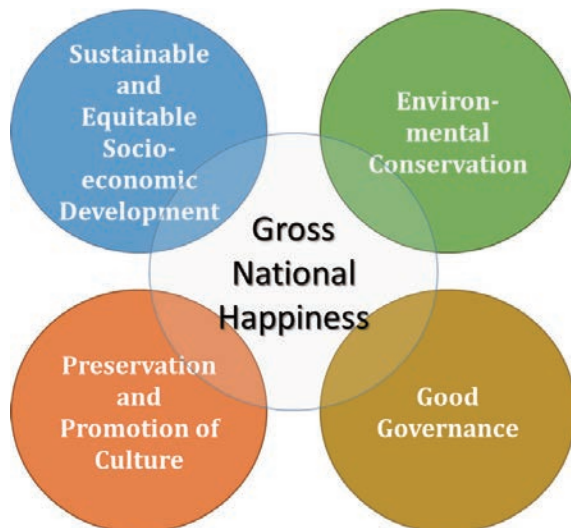 Sustainable
and
Equitable
Socio-
economic
Development
Environ-
mental
Conservation
Gross
National
Happiness
Preservation
and
Promotion of
Culture
Good
Governance